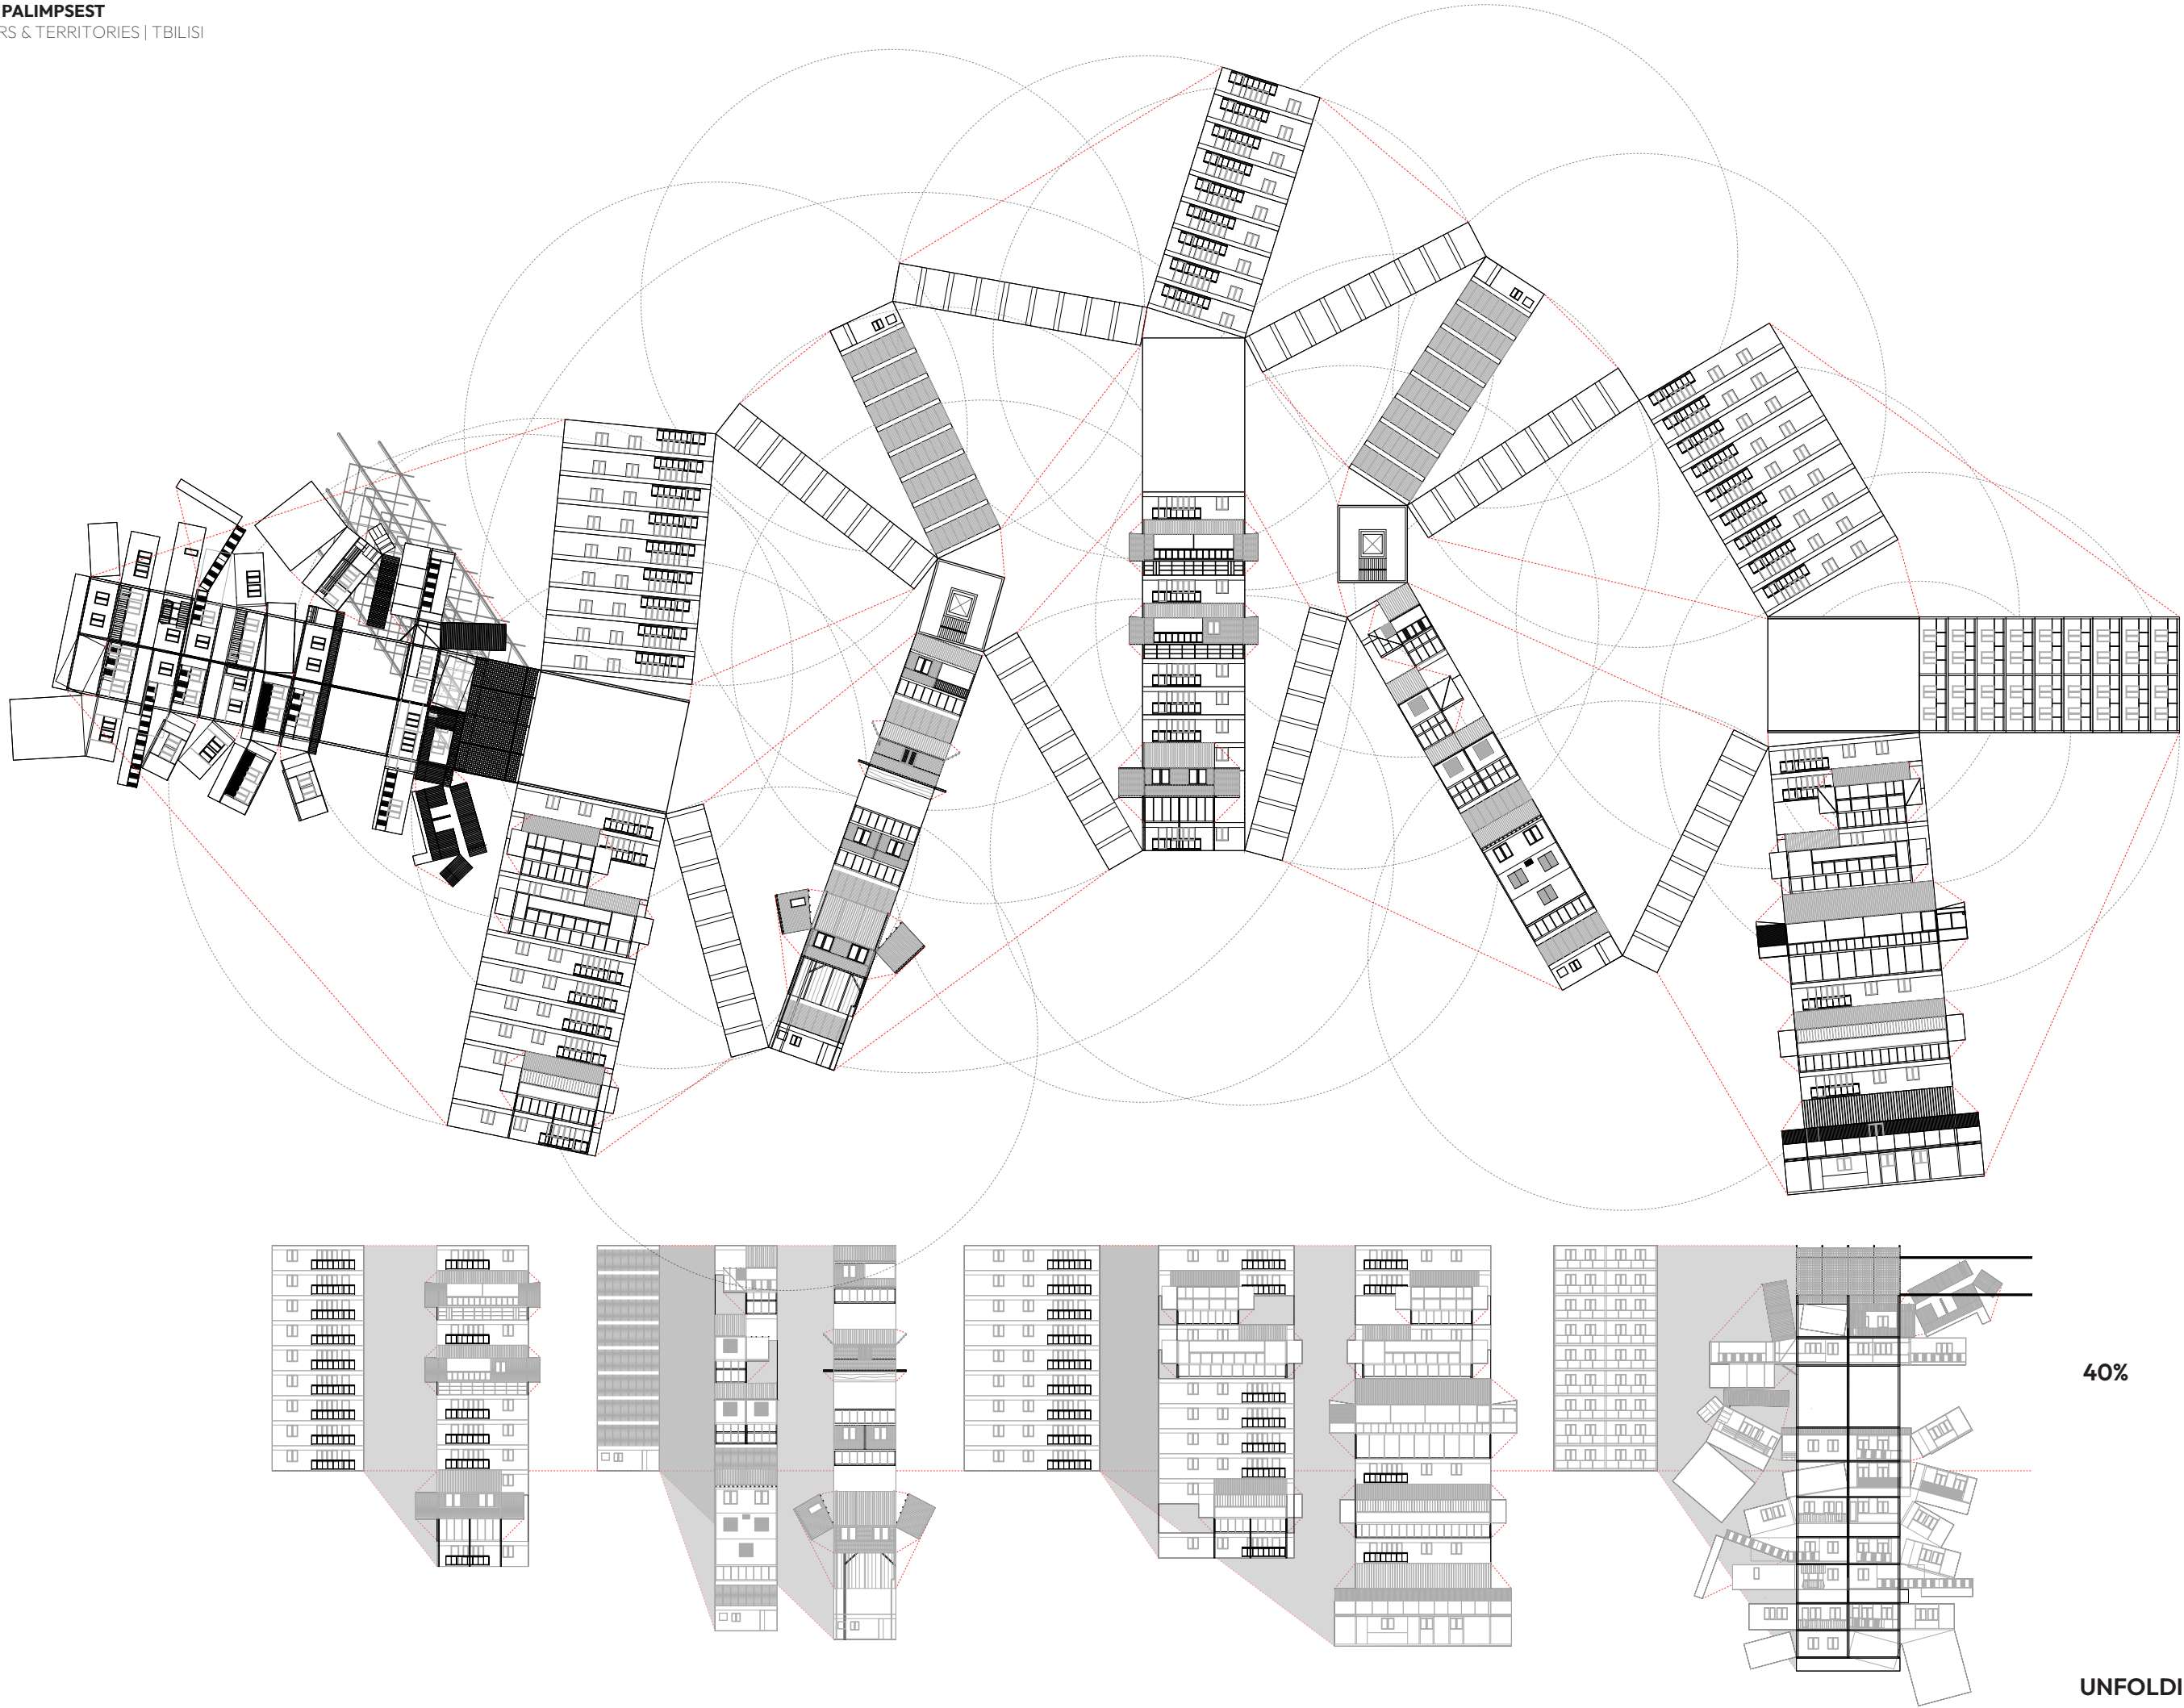 PALIMPSEST
RS & TERRITORIES | TBILISI
40%
UNFOLDI